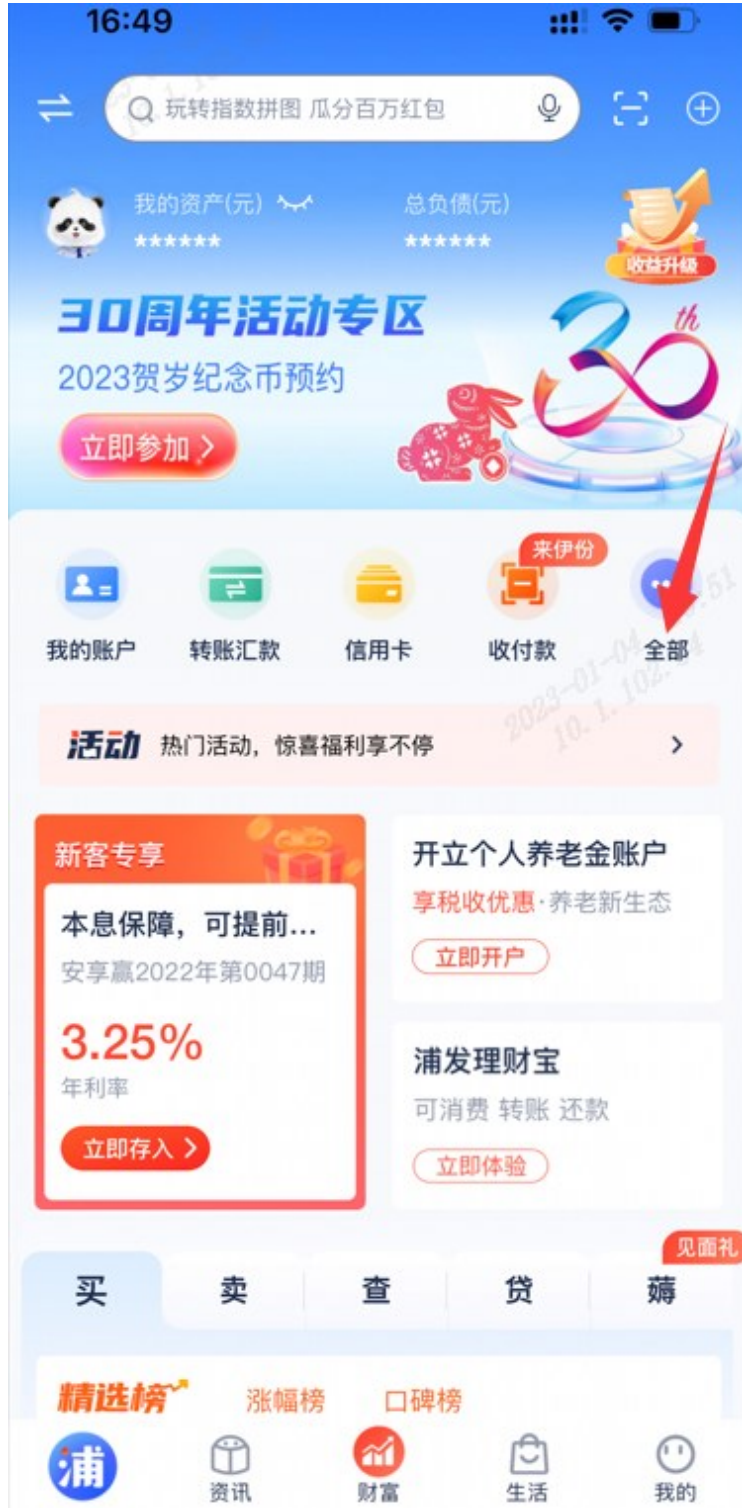 16:49
玩转指数拼图 瓜分百万红包
我的资产(元)
总负债(元)
******
******
收益升级
30周年活动专区
30th
2023贺岁纪念币预约
立即参加 >
来伊份
我的账户
转账汇款
信用卡
收付款
全部
2023-01-04
10.1.102.
活动 热门活动，惊喜福利享不停 >
新客专享
本息保障，可提前...
安享赢2022年第0047期
3.25%
年利率
立即存入 >
开立个人养老金账户
享税收优惠·养老新生态
立即开户
浦发理财宝
可消费 转账 还款
立即体验
见面礼
买
卖
查
贷
薅
精选榜
涨幅榜
口碑榜
浦
资讯
财富
生活
我的